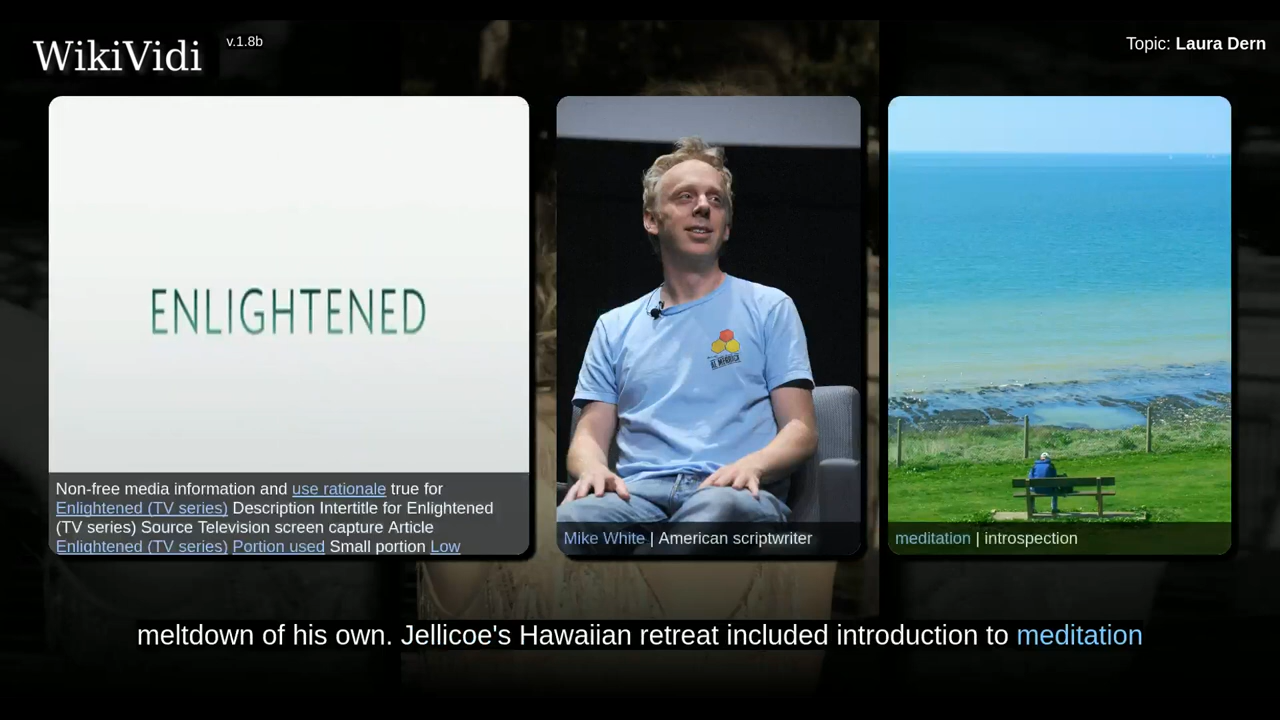 WikiVidi v.1.8b
Topic: Laura Dern
ENLIGHTENED
Non-free media information and use rationale true for
Enlightened (TV series) Description Intertitle for Enlightened
(TV series) Source Television screen capture Article
Enlightened (TV series) Portion used Small portion Low
Mike White | American scriptwriter
meditation | introspection
meltdown of his own. Jellicoe's Hawaiian retreat included introduction to meditation